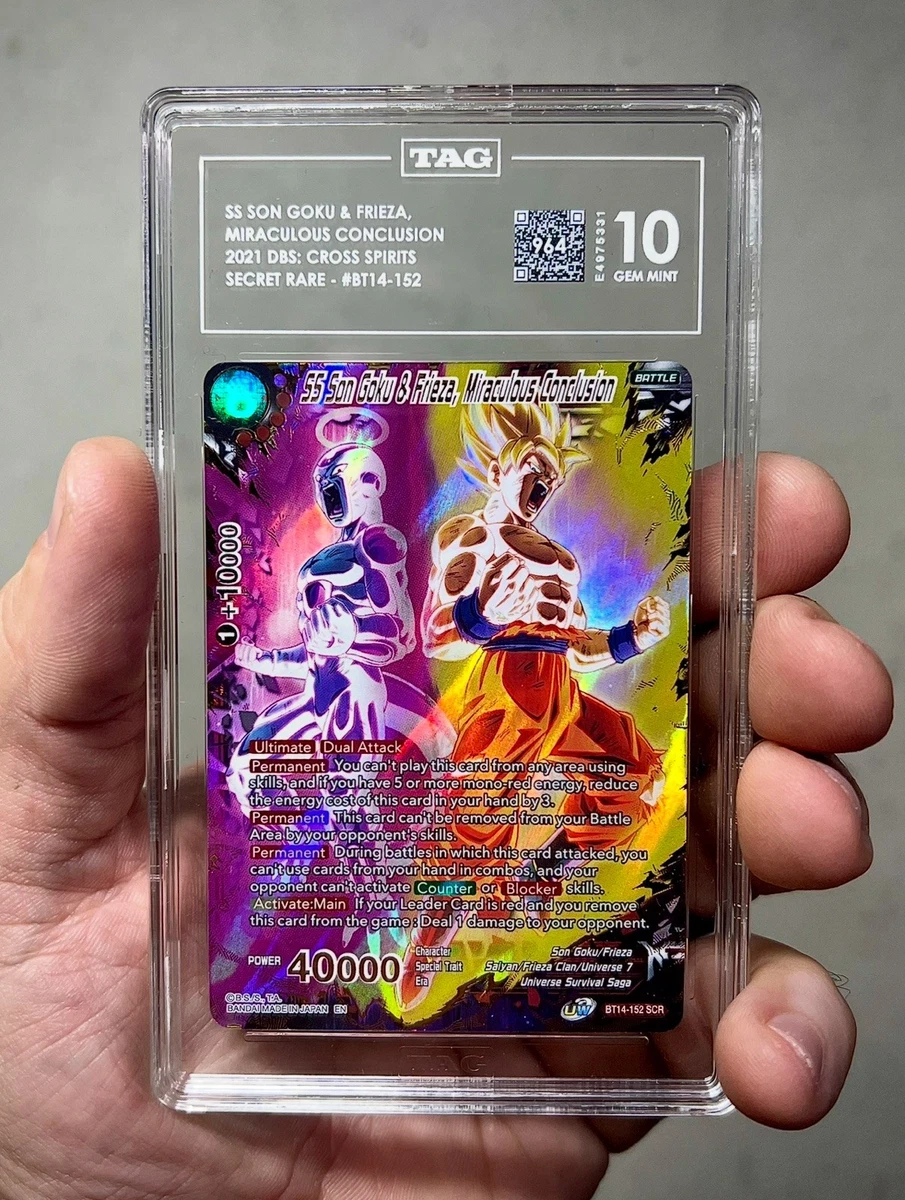 TAG
SS SON GOKU & FRIEZA,
MIRACULOUS CONCLUSION
2021 DBS: CROSS SPIRITS
SECRET RARE - #BT14-152
964
E4975331
10
GEM MINT
SS Son Goku & Frieza, Miraculous Conclusion
BATTLE
1 +10000
Ultimate Dual Attack
Permanent You can't play this card from any area using
skills, and if you have 5 or more mono-red energy, reduce
the energy cost of this card in your hand by 3.
Permanent This card can't be removed from your Battle
Area by your opponent's skills.
Permanent During battles in which this card attacked, you
can't use cards from your hand in combos, and your
opponent can't activate Counter or Blocker skills.
Activate:Main If your Leader Card is red and you remove
this card from the game : Deal 1 damage to your opponent.
POWER 40000
Character Son Goku/Frieza
Special Trait Saiyan/Frieza Clan/Universe 7
Era Universe Survival Saga
©B.S./S., T.A.
BANDAI MADE IN JAPAN EN
UW
BT14-152 SCR
TAG